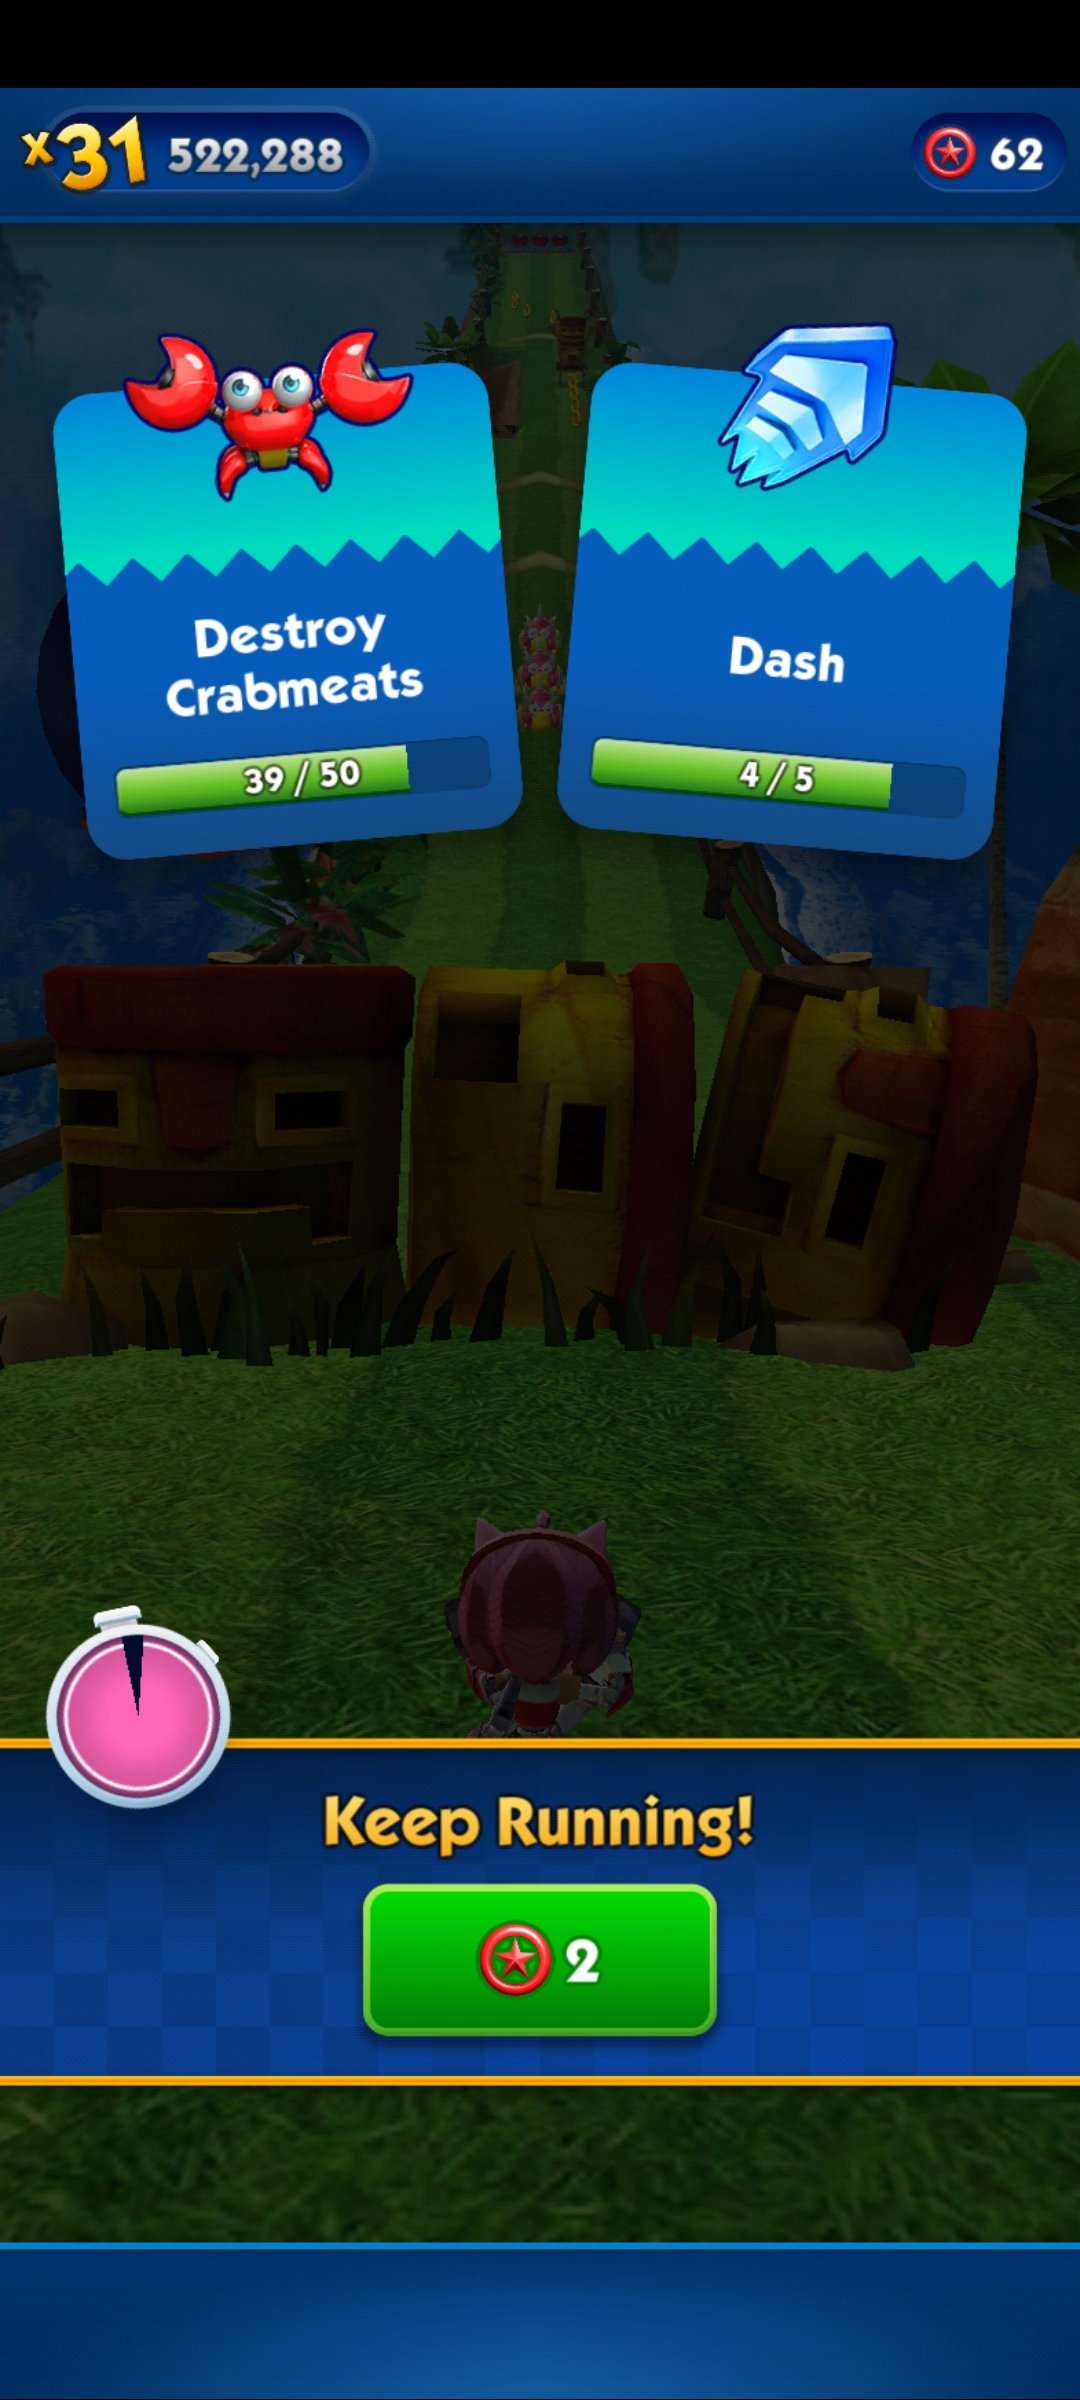 x31 522,288
62
Destroy
Crabmeats
39 / 50
Dash
4 / 5
Keep Running!
2